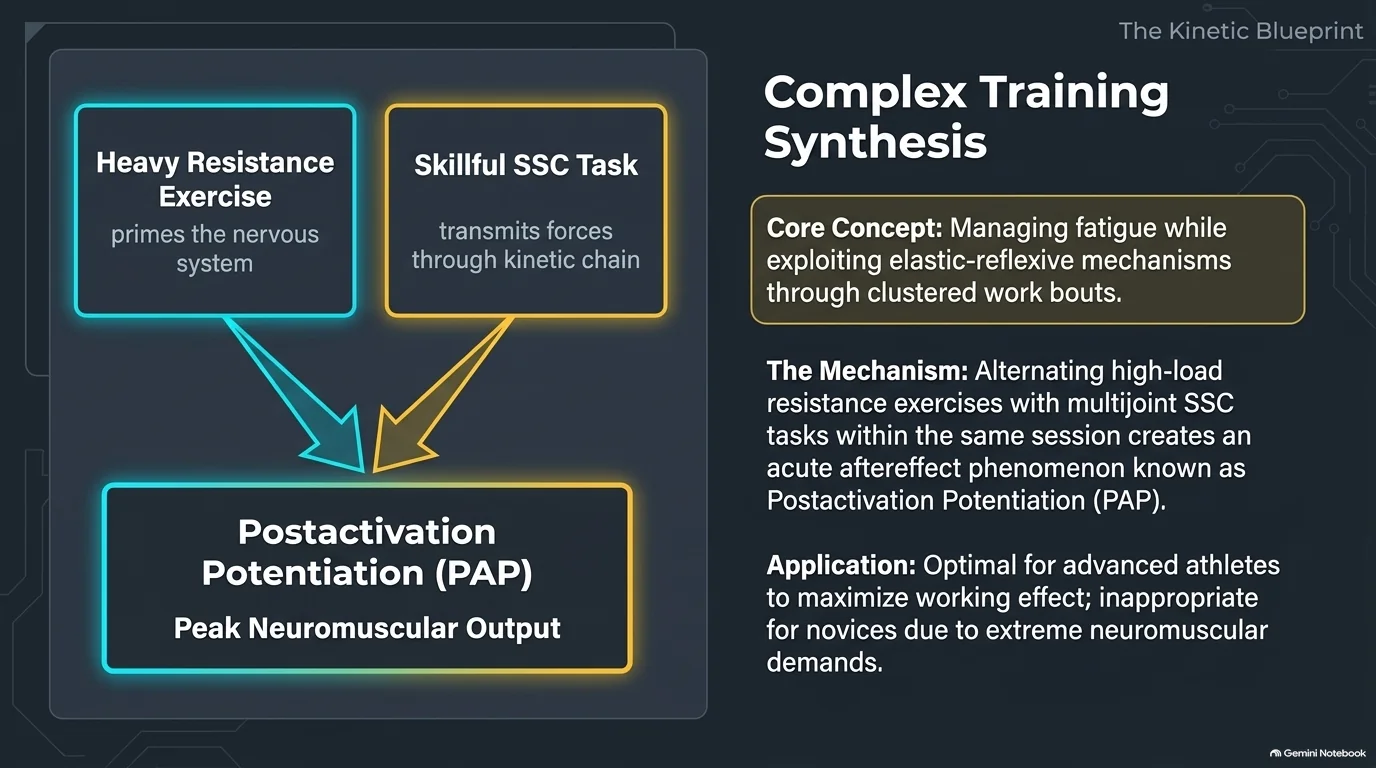 The Kinetic Blueprint
Heavy Resistance
Exercise
primes the nervous
system
Skillful SSC Task
transmits forces
through kinetic chain
Postactivation
Potentiation (PAP)
Peak Neuromuscular Output
Complex Training
Synthesis
Core Concept: Managing fatigue while
exploiting elastic-reflexive mechanisms
through clustered work bouts.
The Mechanism: Alternating high-load
resistance exercises with multijoint SSC
tasks within the same session creates an
acute aftereffect phenomenon known as
Postactivation Potentiation (PAP).
Application: Optimal for advanced athletes
to maximize working effect; inappropriate
for novices due to extreme neuromuscular
demands.
Gemini Notebook